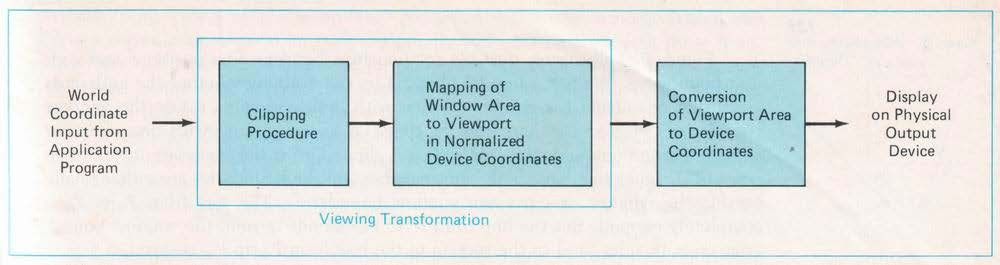 World
Coordinate
Input from
Application
Program
Clipping
Procedure
Mapping of
Window Area
to Viewport
in Normalized
Device Coordinates
Conversion
of Viewport Area
to Device
Coordinates
Display
on Physical
Output
Device
Viewing Transformation